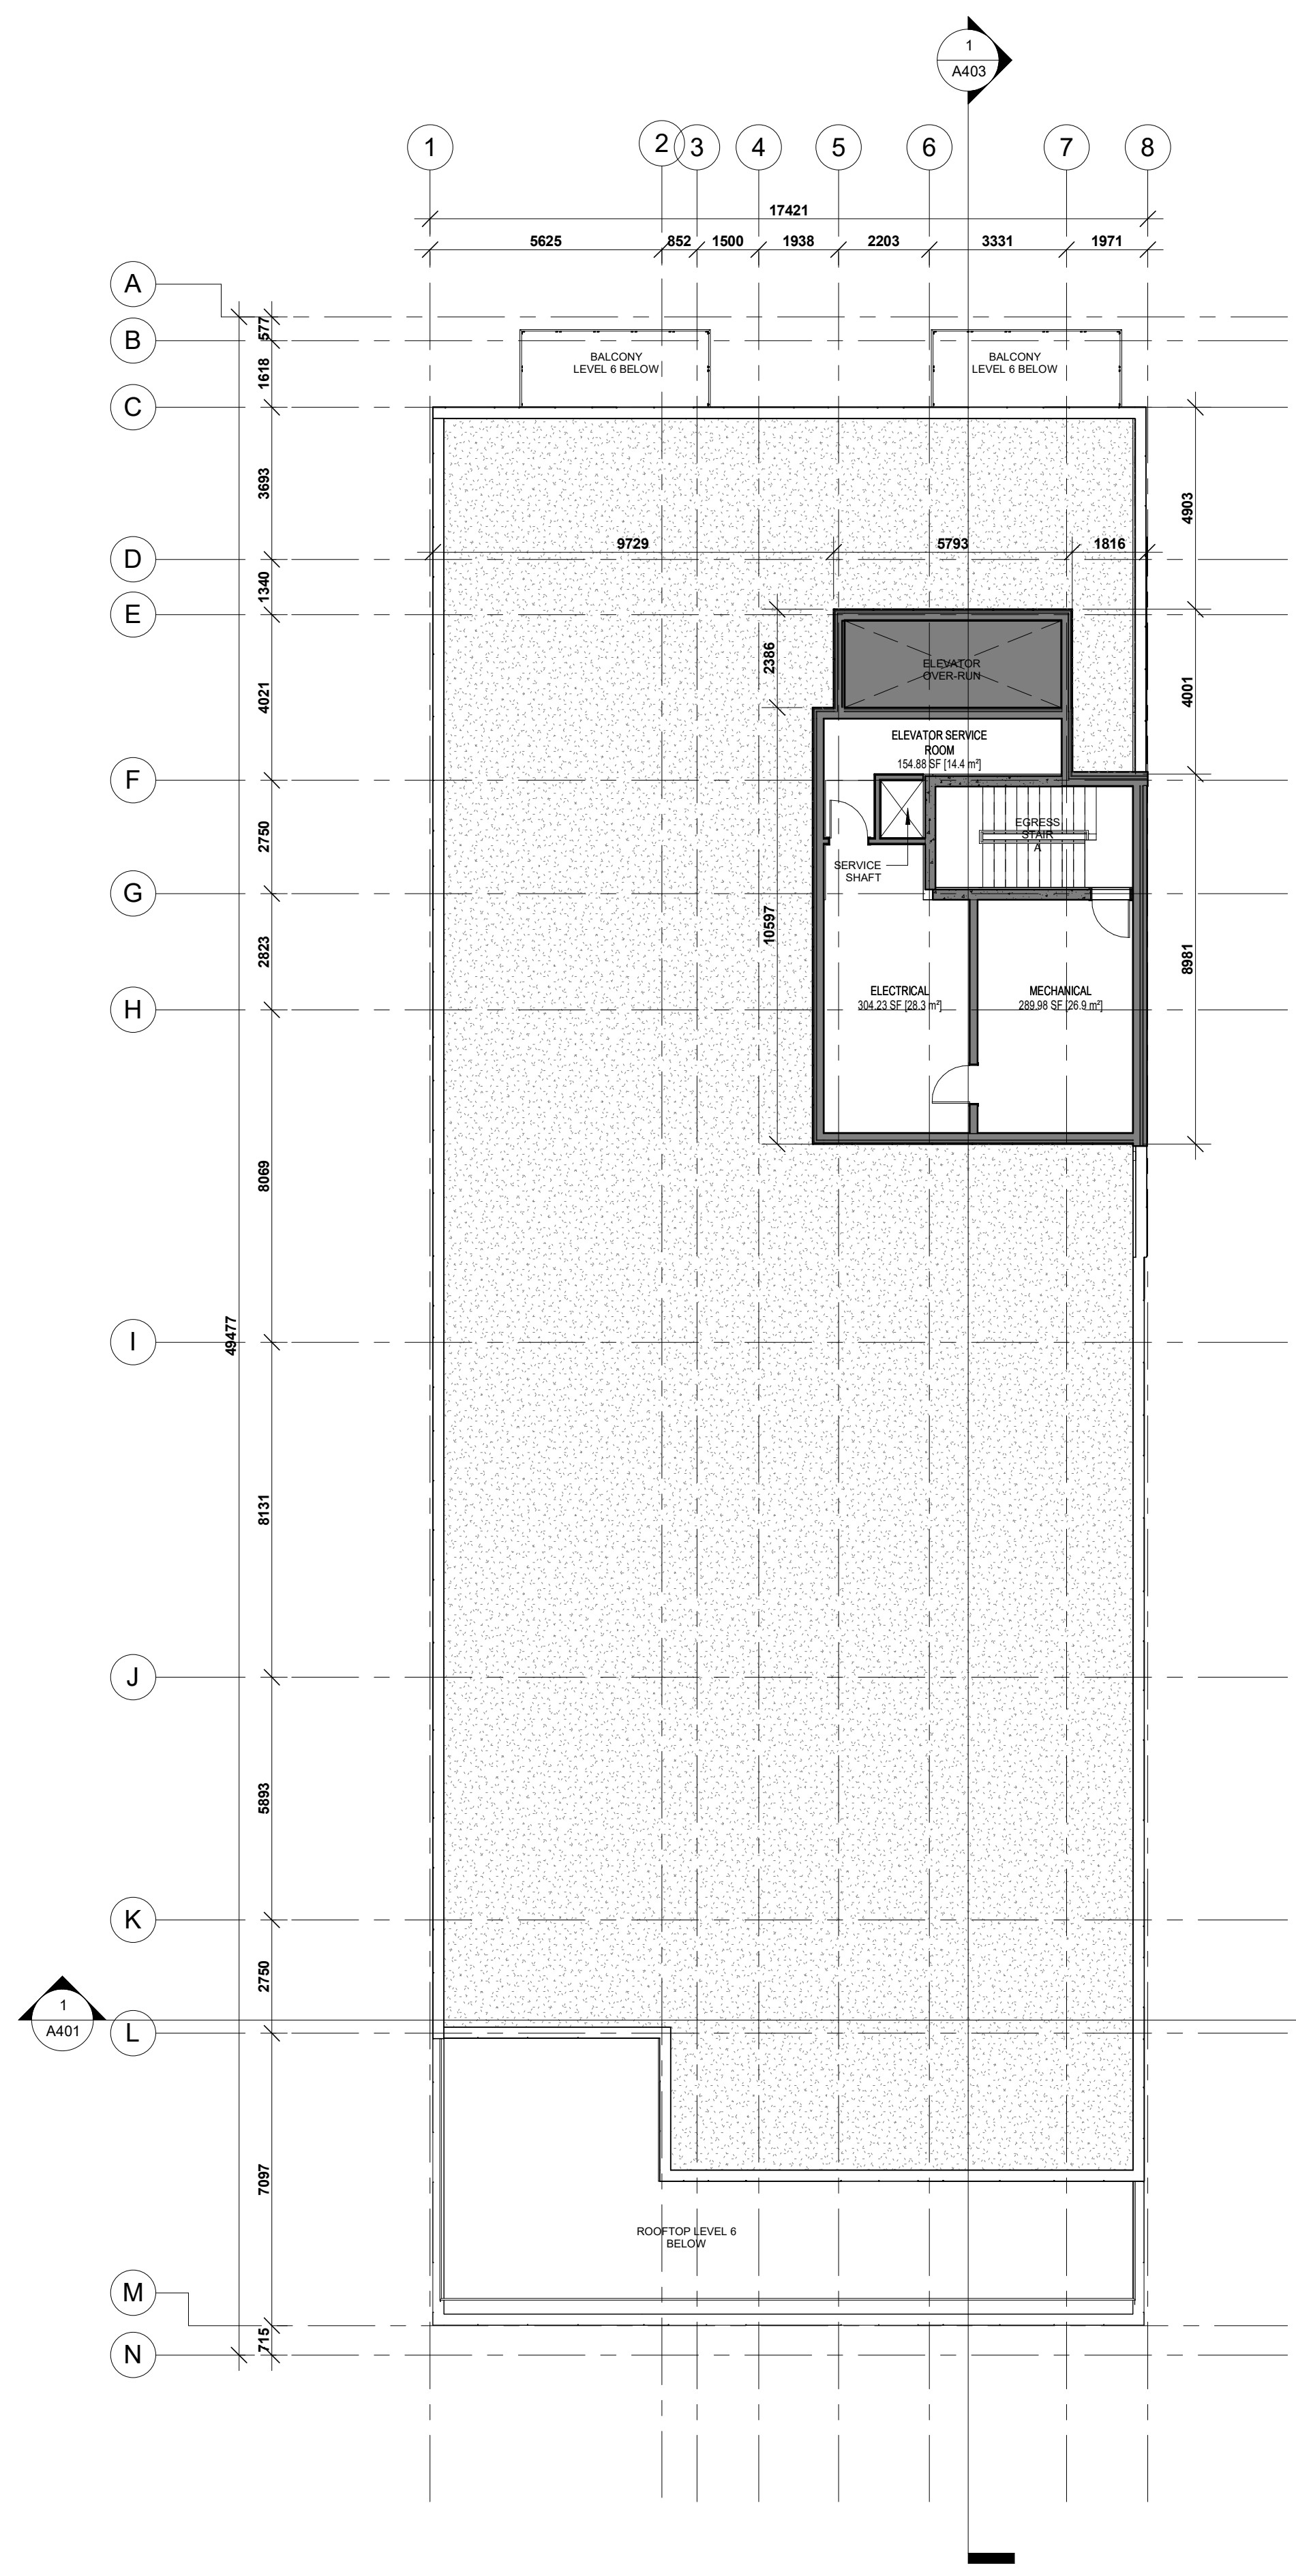 1
A403
1
2
3
4
5
6
7
8
17421
5625
852
1500
1938
2203
3331
1971
A
B
C
D
E
F
G
H
I
J
K
L
M
N
577
1618
3693
1340
4021
2750
2823
8069
8131
5893
2750
7097
715
49477
BALCONY
LEVEL 6 BELOW
BALCONY
LEVEL 6 BELOW
9729
5793
1816
4903
4001
8981
2386
10597
ELEVATOR
OVER-RUN
ELEVATOR SERVICE
ROOM
154.88 SF [14.4 m²]
EGRESS
STAIR
A
SERVICE
SHAFT
ELECTRICAL
304.23 SF [28.3 m²]
MECHANICAL
289.98 SF [26.9 m²]
1
A401
ROOFTOP LEVEL 6
BELOW